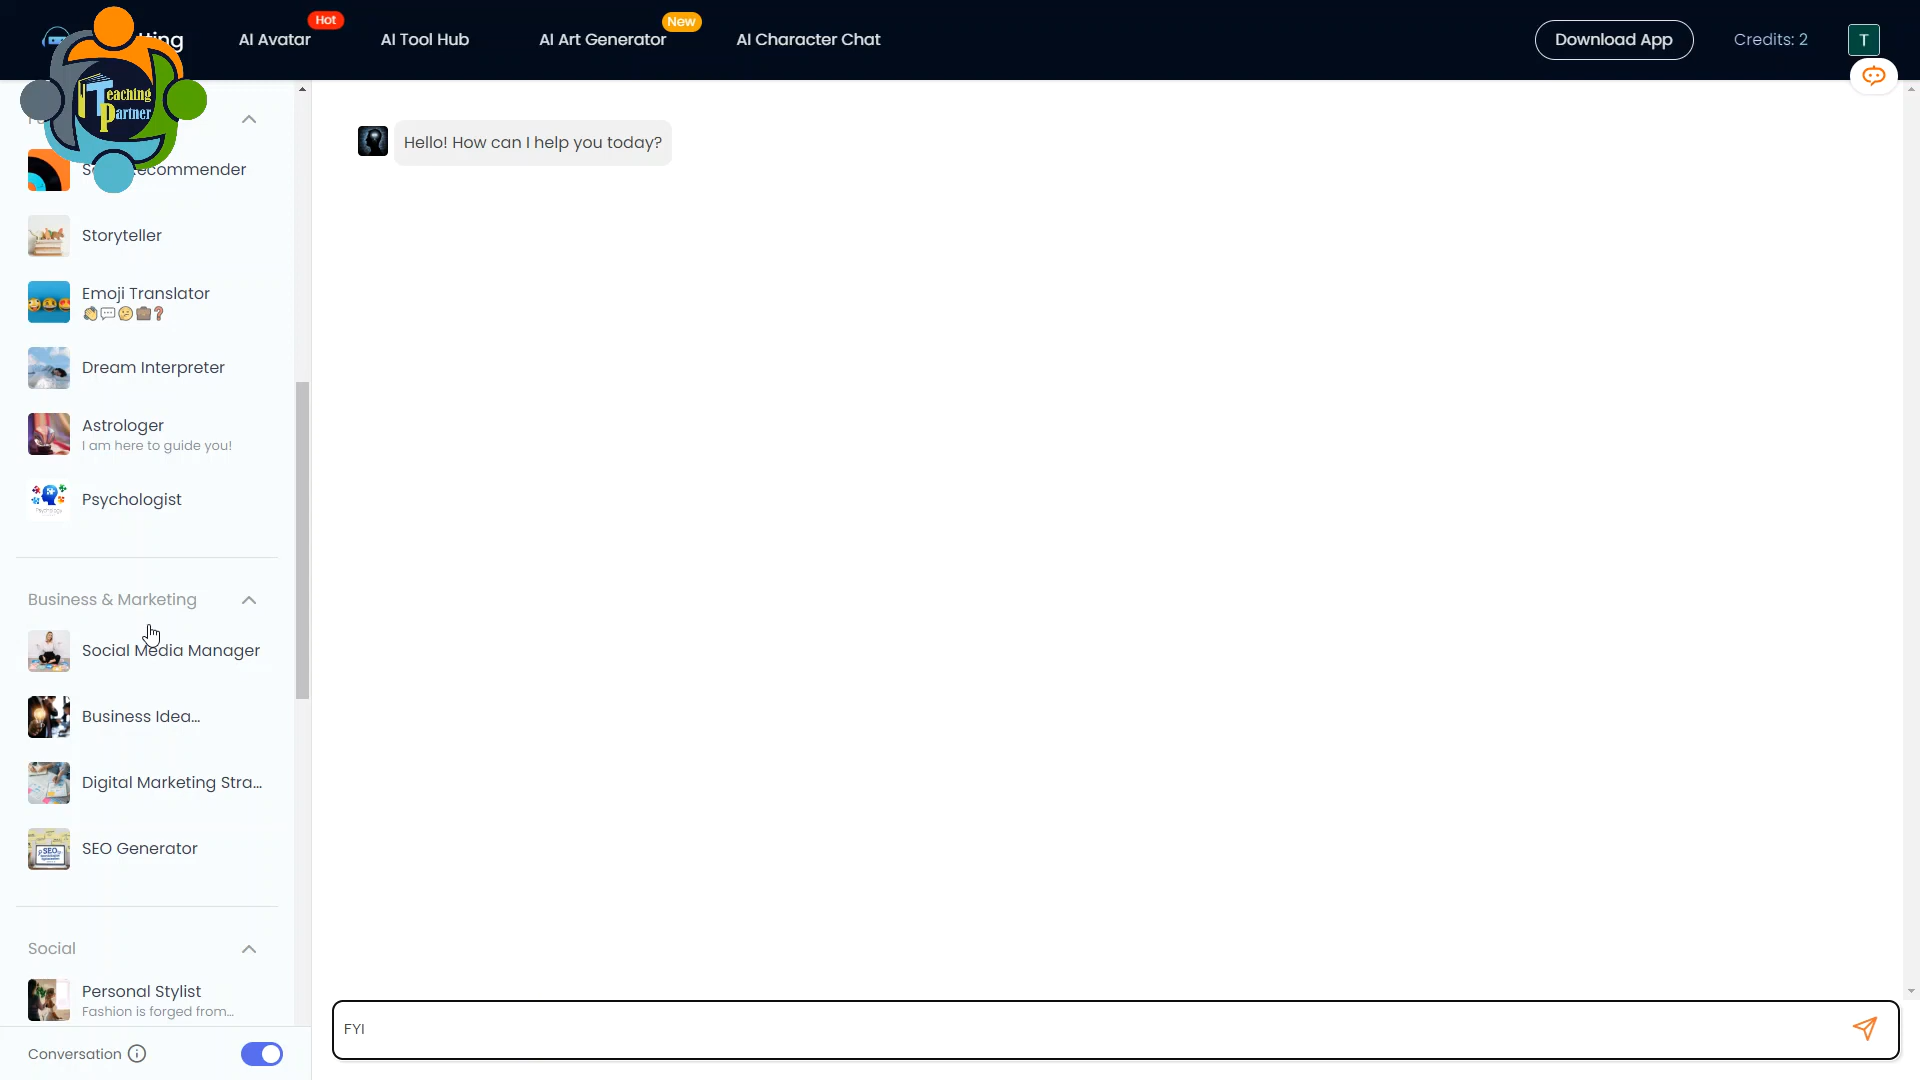 AI Avatar
Hot
AI Tool Hub
AI Art Generator
New
AI Character Chat
Download App
Credits: 2
T
Teaching
Partner
Hello! How can I help you today?
Storyteller
Emoji Translator
Dream Interpreter
Astrologer
I am here to guide you!
Psychologist
Psychology
Business & Marketing
Social Media Manager
Business Idea...
Digital Marketing Stra...
SEO
SEO Generator
Social
Personal Stylist
Fashion is forged from...
Conversation
FYI